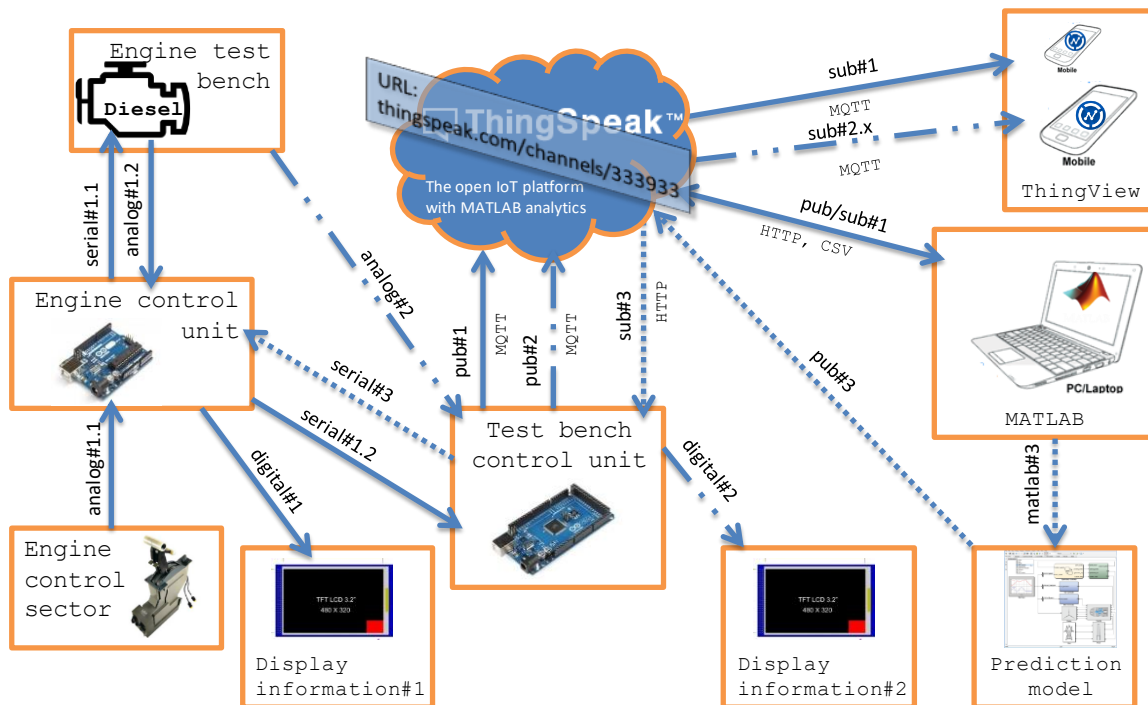 Engine test
bench
Diesel
URL:
thingspeak.com/channels/333933
ThingSpeak™
The open IoT platform
with MATLAB analytics
sub#1
MQTT
sub#2.x
MQTT
pub/sub#1
HTTP, CSV
Mobile
Mobile
ThingView
serial#1.1
analog#1.2
analog#2
Engine control
unit
pub#1
MQTT
pub#2
MQTT
sub#3
HTTP
pub#3
PC/Laptop
MATLAB
serial#3
serial#1.2
analog#1.1
digital#1
Test bench
control unit
digital#2
matlab#3
Engine
control
sector
TFT LCD 3.2"
480 X 320
Display
information#1
TFT LCD 3.2"
480 X 320
Display
information#2
Prediction
model